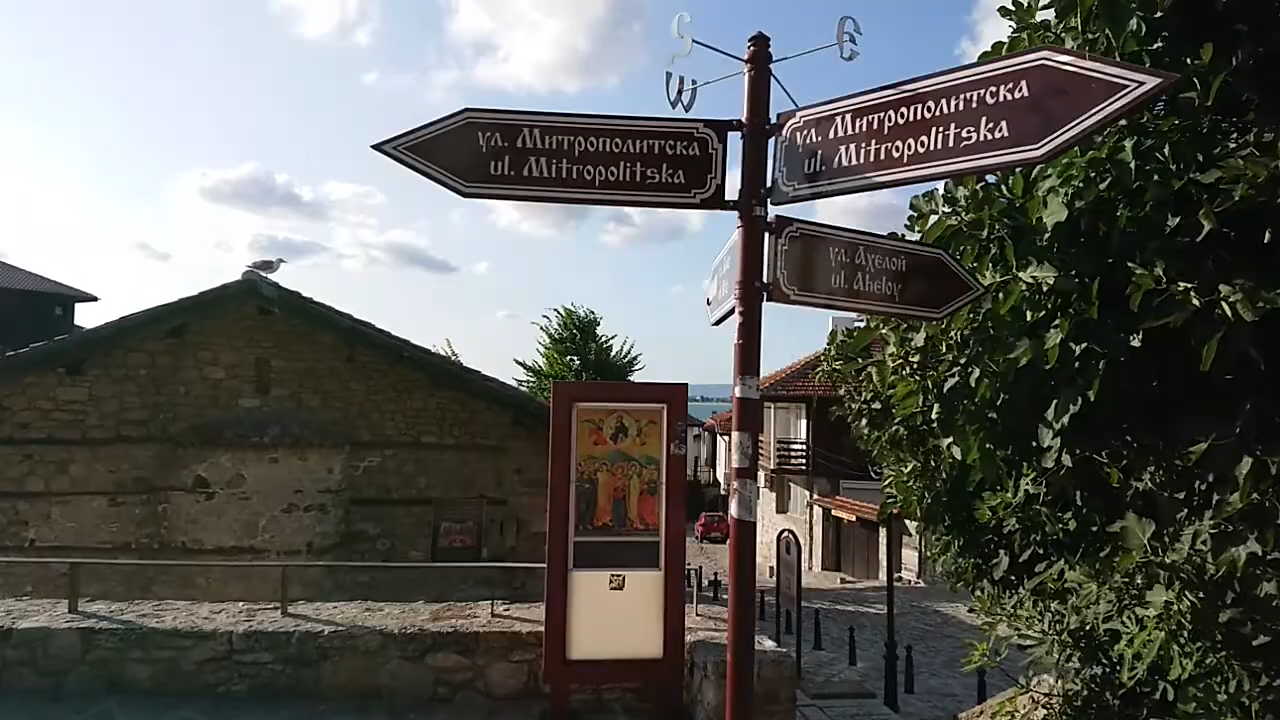 S
E
W
ул. Митрополитска
ul. Mitropolitska
ул. Митрополитска
ul. Mitropolitska
ул. Ахелой
ul. Aheloy